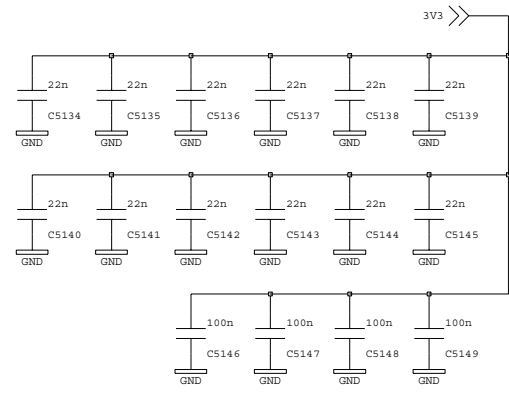 3V3
22n 22n 22n 22n 22n 22n
C5134 C5135 C5136 C5137 C5138 C5139
GND GND GND GND GND GND
22n 22n 22n 22n 22n 22n
C5140 C5141 C5142 C5143 C5144 C5145
GND GND GND GND GND GND
100n 100n 100n 100n
C5146 C5147 C5148 C5149
GND GND GND GND